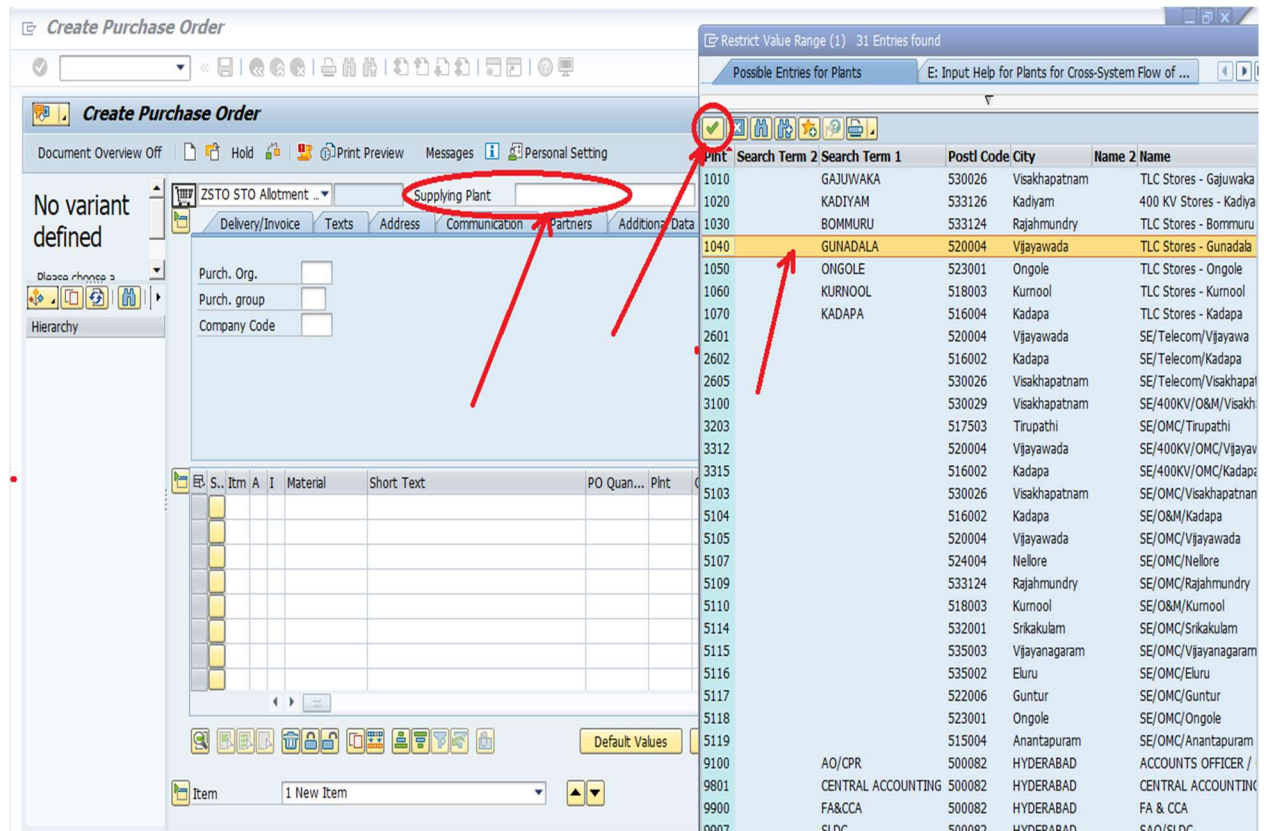 Create Purchase Order
Create Purchase Order
Document Overview Off Hold Print Preview Messages Personal Setting
No variant defined
Please choose a
Hierarchy
ZSTO STO Allotment .. Supplying Plant
Delivery/Invoice Texts Address Communication Partners Additional Data
Purch. Org.
Purch. group
Company Code
S.. Itm A I Material Short Text PO Quan... Plnt
Default Values
Item 1 New Item
Restrict Value Range (1) 31 Entries found
Possible Entries for Plants E: Input Help for Plants for Cross-System Flow of ...
Plnt Search Term 2 Search Term 1 Postl Code City Name 2 Name
1010 GAJUWAKA 530026 Visakhapatnam TLC Stores - Gajuwaka
1020 KADIYAM 533126 Kadiyam 400 KV Stores - Kadiya
1030 BOMMURU 533124 Rajahmundry TLC Stores - Bommuru
1040 GUNADALA 520004 Vijayawada TLC Stores - Gunadala
1050 ONGOLE 523001 Ongole TLC Stores - Ongole
1060 KURNOOL 518003 Kurnool TLC Stores - Kurnool
1070 KADAPA 516004 Kadapa TLC Stores - Kadapa
2601 520004 Vijayawada SE/Telecom/Vijayawa
2602 516002 Kadapa SE/Telecom/Kadapa
2605 530026 Visakhapatnam SE/Telecom/Visakhapat
3100 530029 Visakhapatnam SE/400KV/O&M/Visakh
3203 517503 Tirupathi SE/OMC/Tirupathi
3312 520004 Vijayawada SE/400KV/OMC/Vijayaw
3315 516002 Kadapa SE/400KV/OMC/Kadapa
5103 530026 Visakhapatnam SE/OMC/Visakhapatnan
5104 516002 Kadapa SE/O&M/Kadapa
5105 520004 Vijayawada SE/OMC/Vijayawada
5107 524004 Nellore SE/OMC/Nellore
5109 533124 Rajahmundry SE/OMC/Rajahmundry
5110 518003 Kurnool SE/O&M/Kurnool
5114 532001 Srikakulam SE/OMC/Srikakulam
5115 535003 Vijayanagaram SE/OMC/Vijayanagaram
5116 535002 Eluru SE/OMC/Eluru
5117 522006 Guntur SE/OMC/Guntur
5118 523001 Ongole SE/OMC/Ongole
5119 515004 Anantapuram SE/OMC/Anantapuram
9100 AO/CPR 500082 HYDERABAD ACCOUNTS OFFICER /
9801 CENTRAL ACCOUNTING 500082 HYDERABAD CENTRAL ACCOUNTING
9900 FA&CCA 500082 HYDERABAD FA & CCA
9907 SLDC 500082 HYDERABAD SAO/SLDC